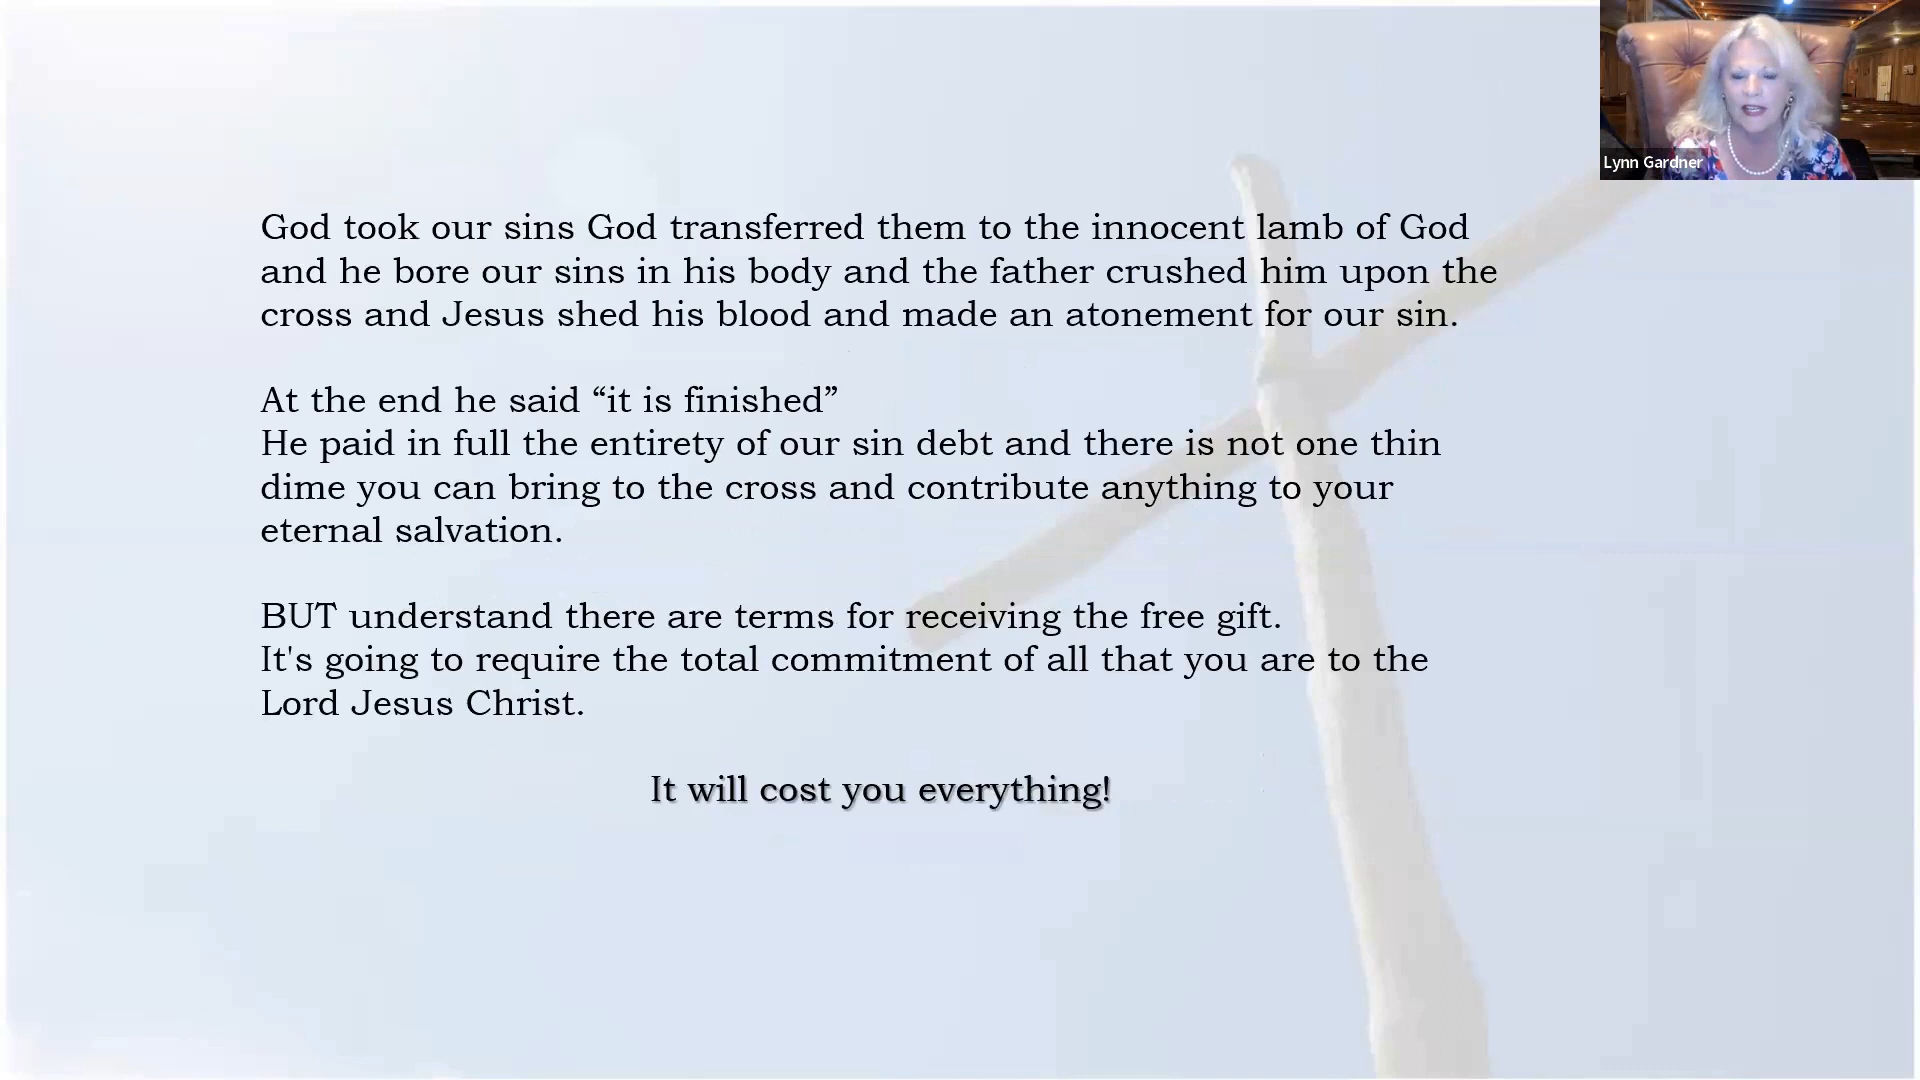 Lynn Gardner
God took our sins God transferred them to the innocent lamb of God
and he bore our sins in his body and the father crushed him upon the
cross and Jesus shed his blood and made an atonement for our sin.
At the end he said “it is finished”
He paid in full the entirety of our sin debt and there is not one thin
dime you can bring to the cross and contribute anything to your
eternal salvation.
BUT understand there are terms for receiving the free gift.
It's going to require the total commitment of all that you are to the
Lord Jesus Christ.
It will cost you everything!